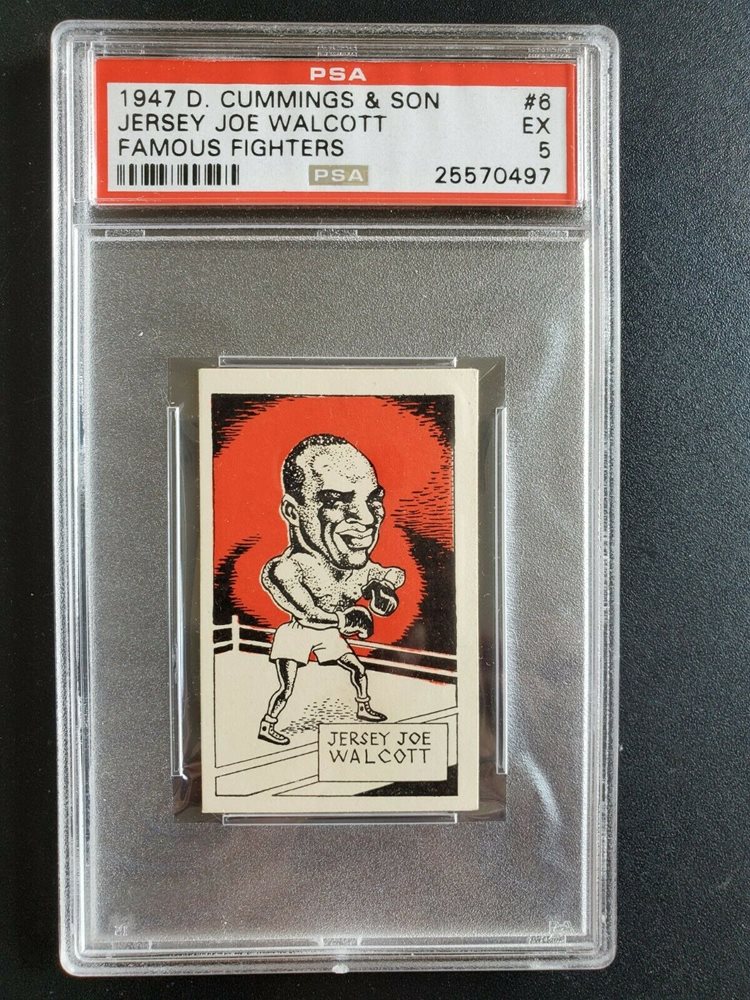 PSA
1947 D. CUMMINGS & SON #6
JERSEY JOE WALCOTT EX
FAMOUS FIGHTERS 5
PSA 25570497
JERSEY JOE
WALCOTT